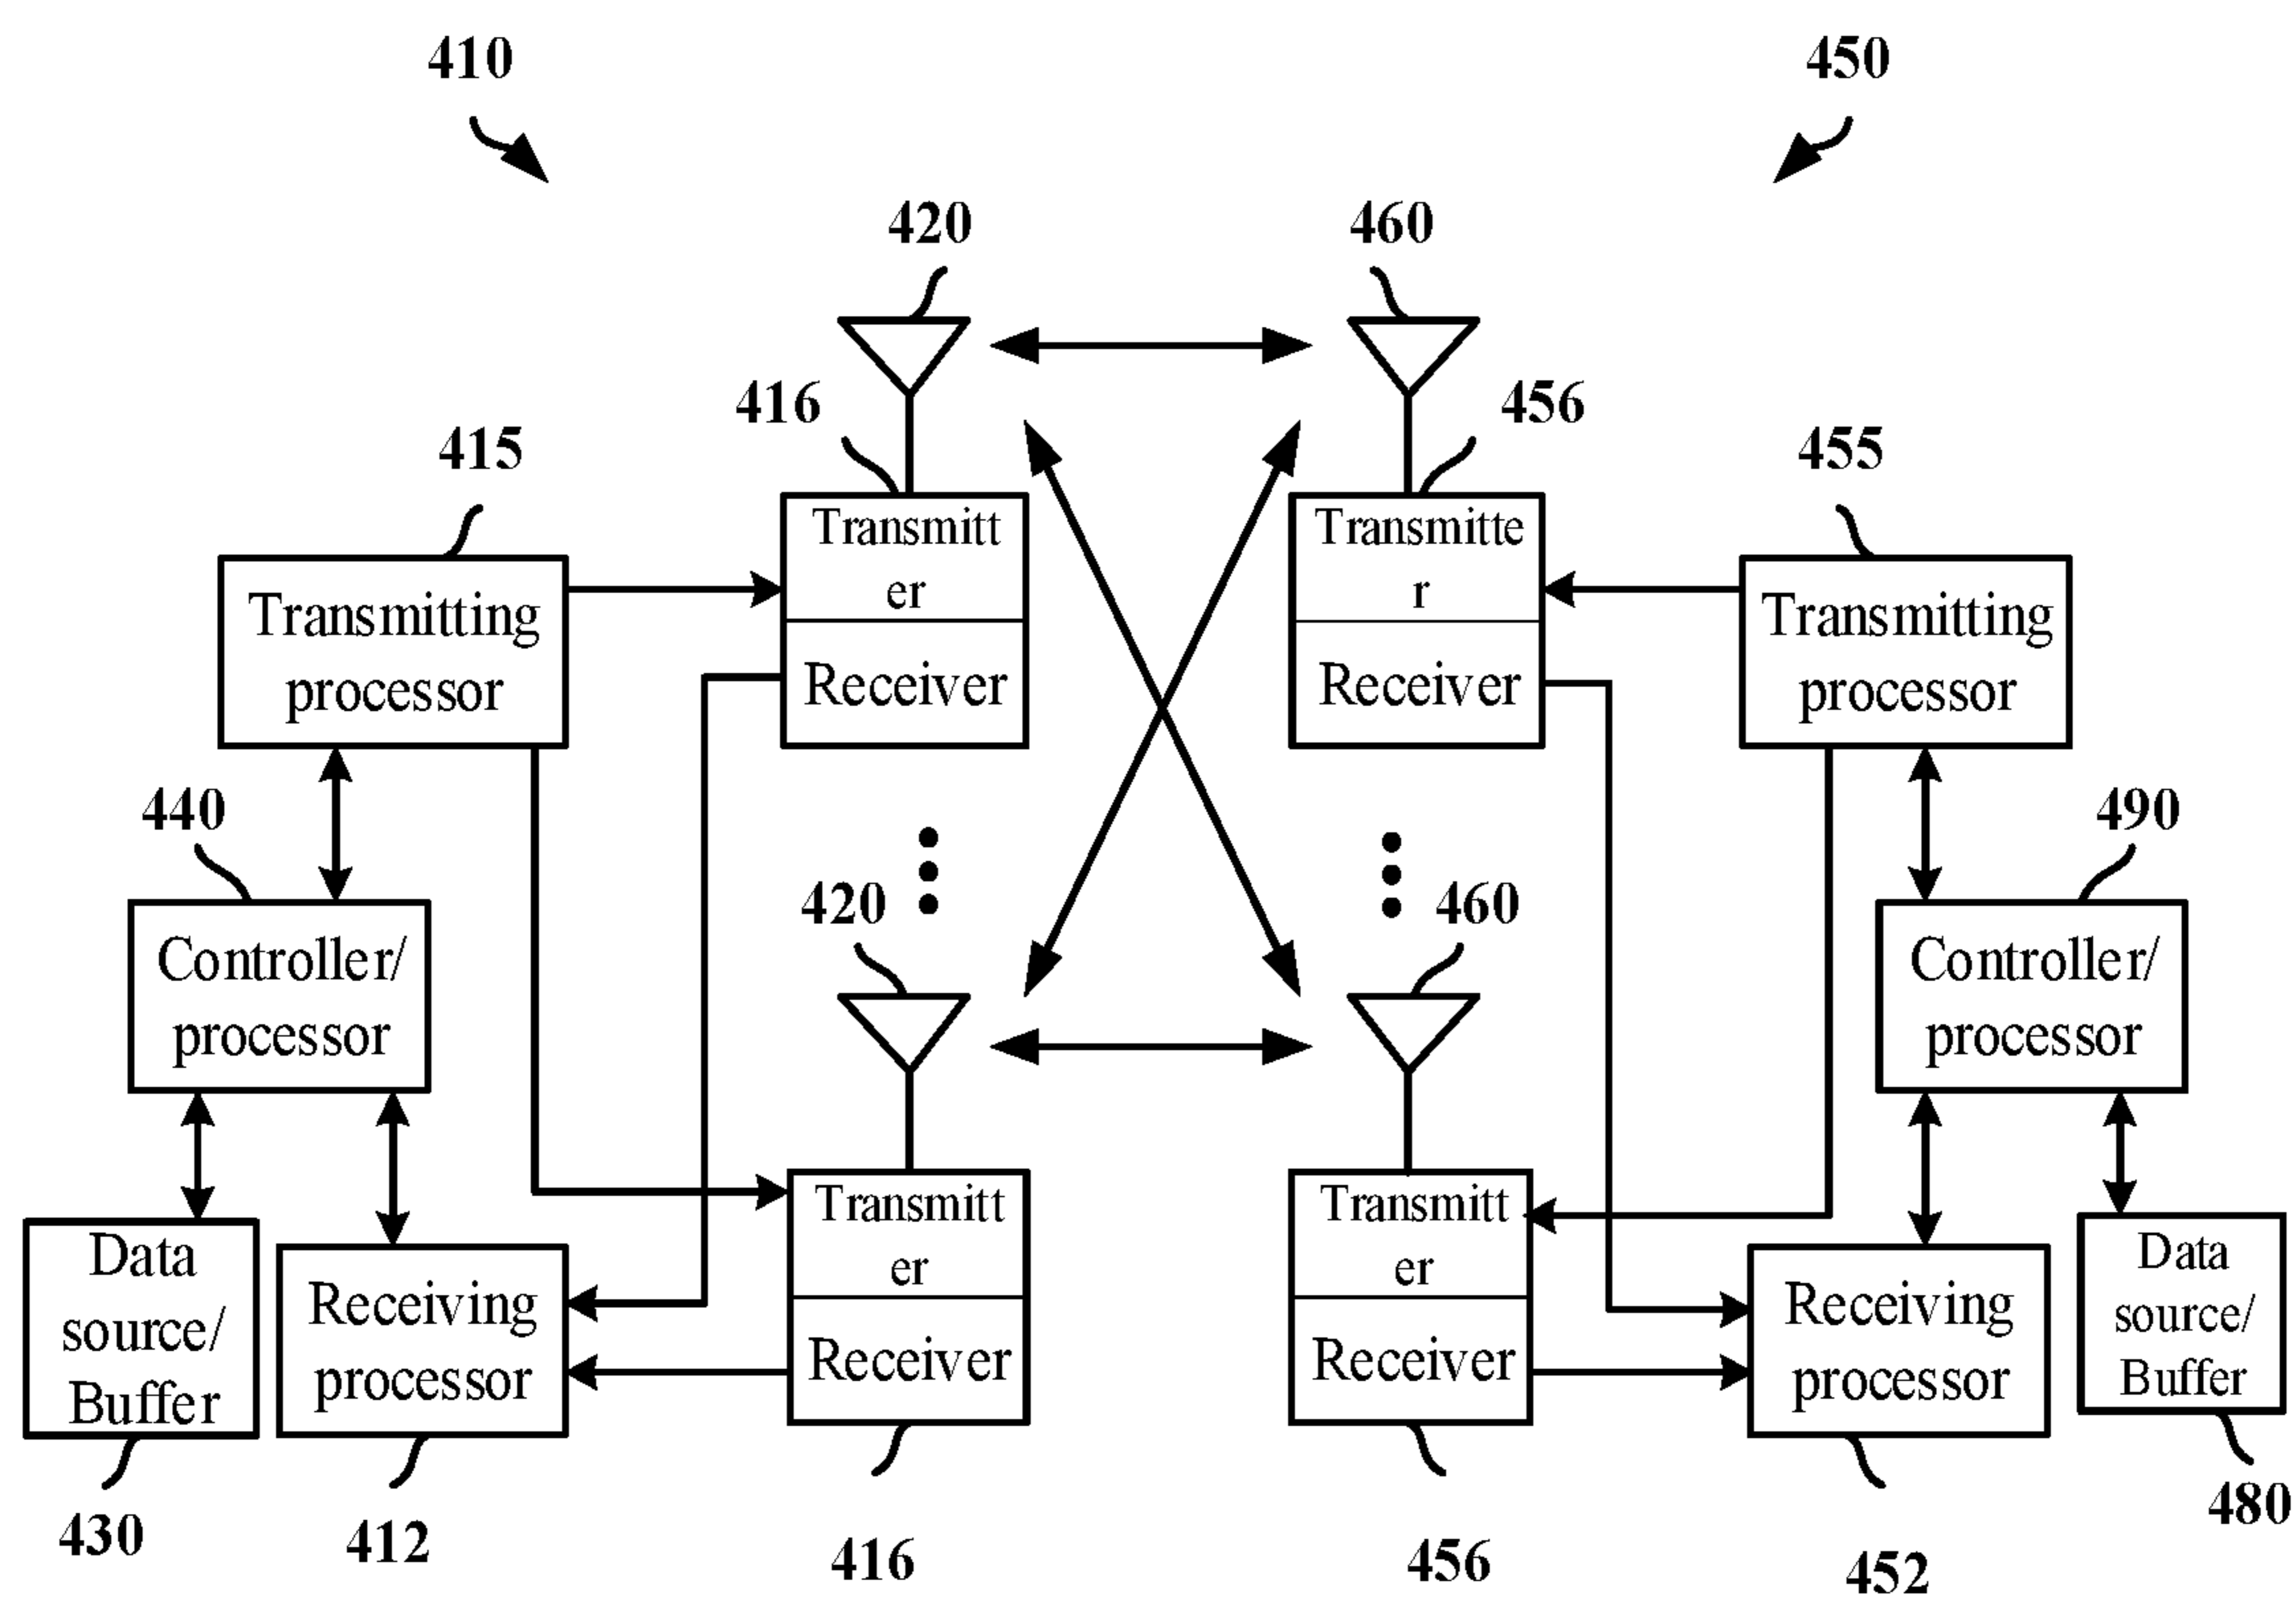 410
450
420
460
416
456
415
455
Transmitt
er
Receiver
Transmitte
r
Receiver
Transmitting
processor
Transmitting
processor
440
490
420
460
Controller/
processor
Controller/
processor
Transmitt
er
Receiver
Transmitt
er
Receiver
Data
source/
Buffer
Receiving
processor
Receiving
processor
Data
source/
Buffer
430
412
416
456
452
480